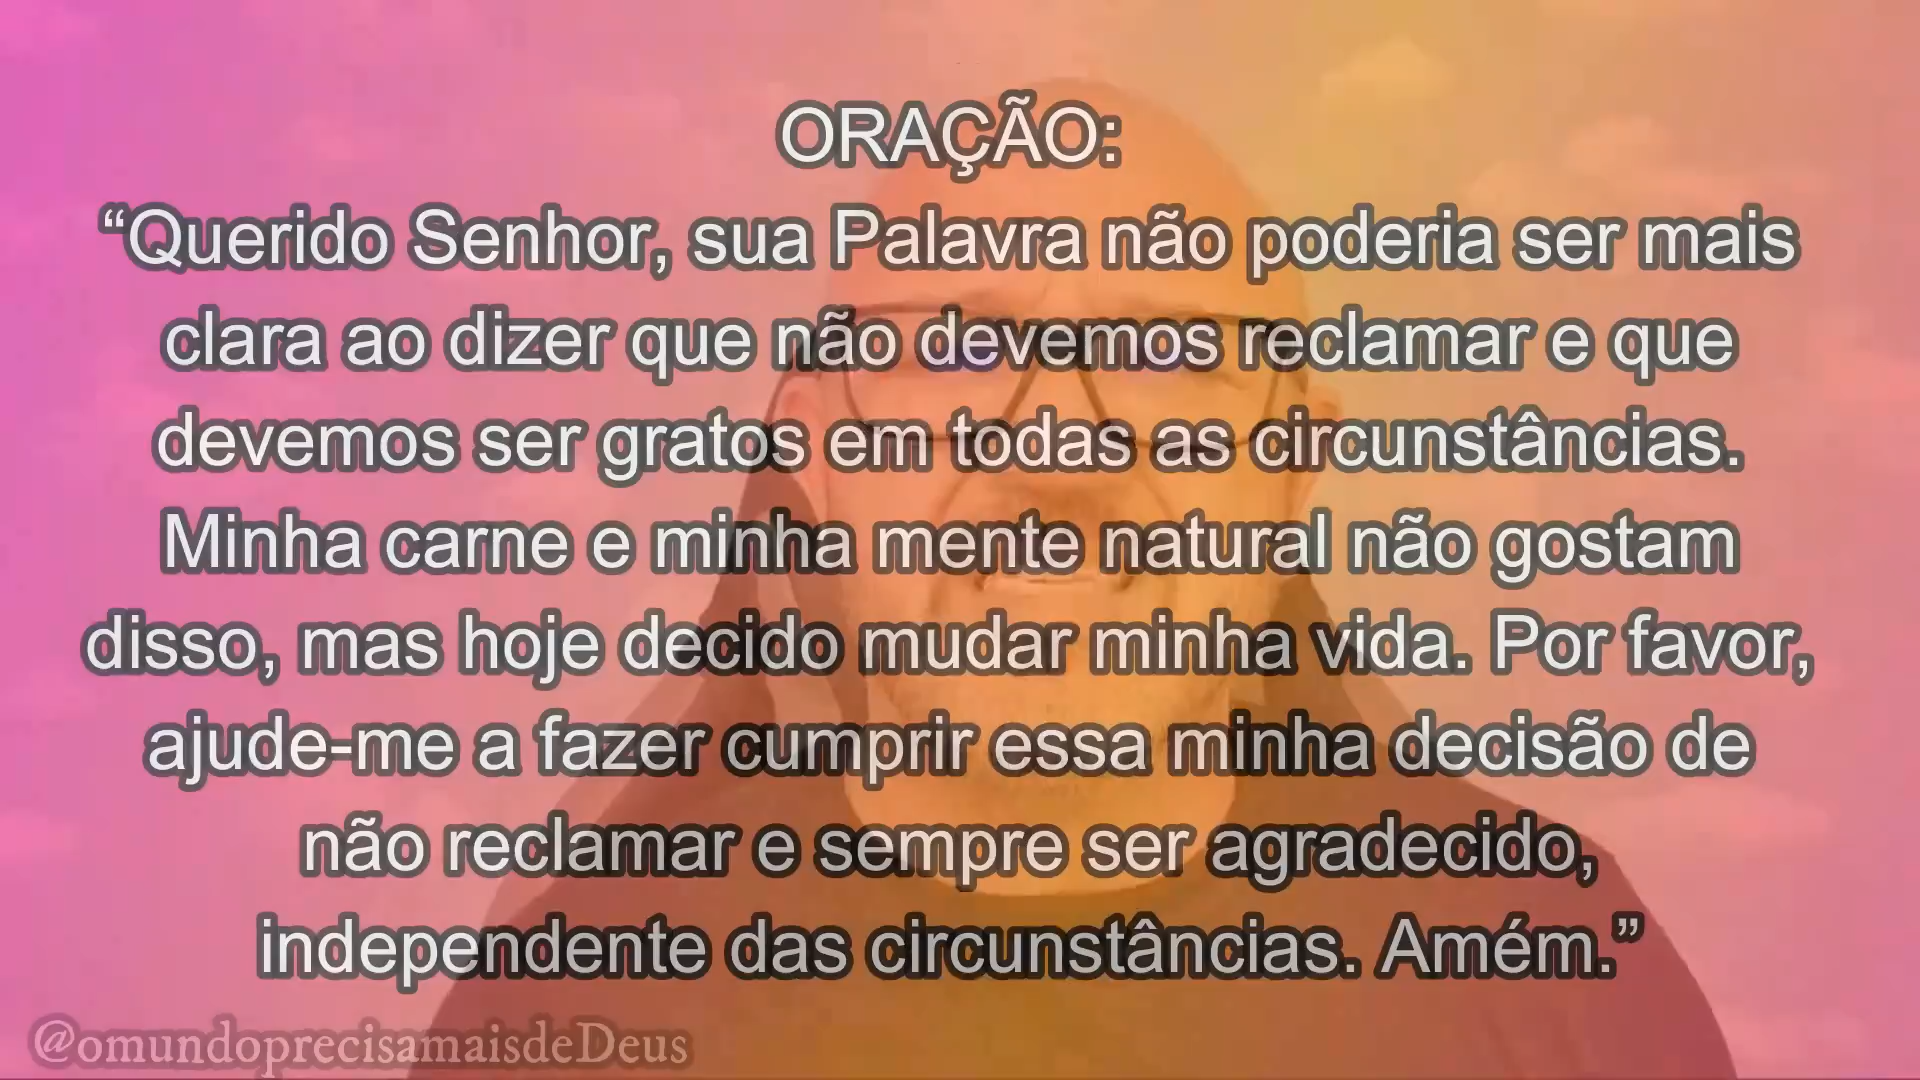 ORAÇÃO:
“Querido Senhor, sua Palavra não poderia ser mais
clara ao dizer que não devemos reclamar e que
devemos ser gratos em todas as circunstâncias.
Minha carne e minha mente natural não gostam
disso, mas hoje decido mudar minha vida. Por favor,
ajude-me a fazer cumprir essa minha decisão de
não reclamar e sempre ser agradecido,
independente das circunstâncias. Amém.”
@omundoprecisamaisdeDeus